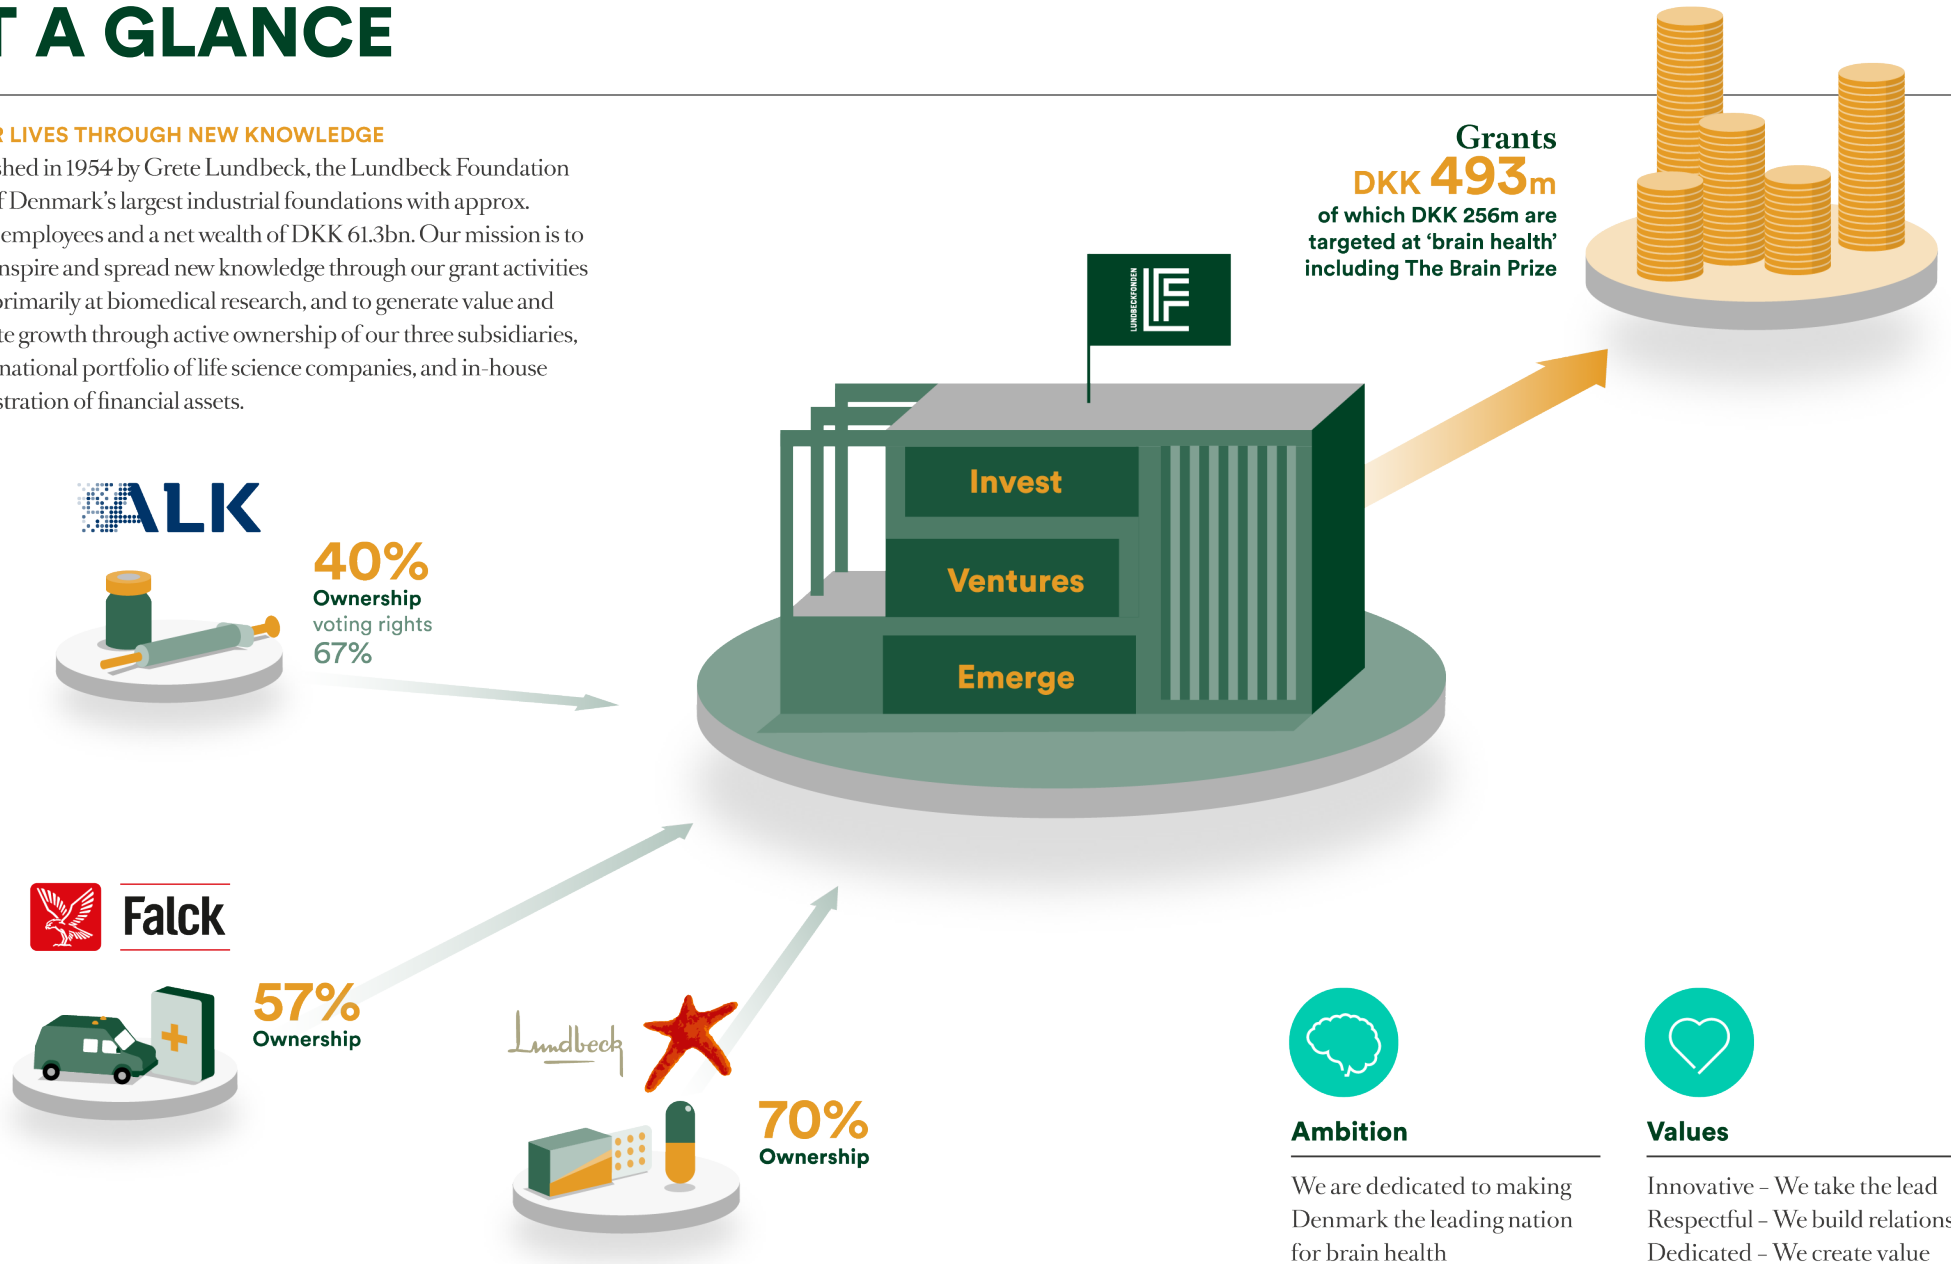 A GLANCE
LIVES THROUGH NEW KNOWLEDGE
in 1954 by Grete Lundbeck, the Lundbeck Foundation
Denmark's largest industrial foundations with approx.
employees and a net wealth of DKK 61.3bn. Our mission is to
nspire and spread new knowledge through our grant activities
primarily at biomedical research, and to generate value and
growth through active ownership of our three subsidiaries,
national portfolio of life science companies, and in-house
stration of financial assets.
Grants
DKK 493m
of which DKK 256m are
targeted at ‘brain health’
including The Brain Prize
LUNDBECKFONDEN
Invest
Ventures
Emerge
ALK
40%
Ownership
voting rights
67%
Falck
57%
Ownership
Lundbeck
70%
Ownership
Ambition
We are dedicated to making
Denmark the leading nation
for brain health
Values
Innovative – We take the lead
Respectful – We build relations
Dedicated – We create value